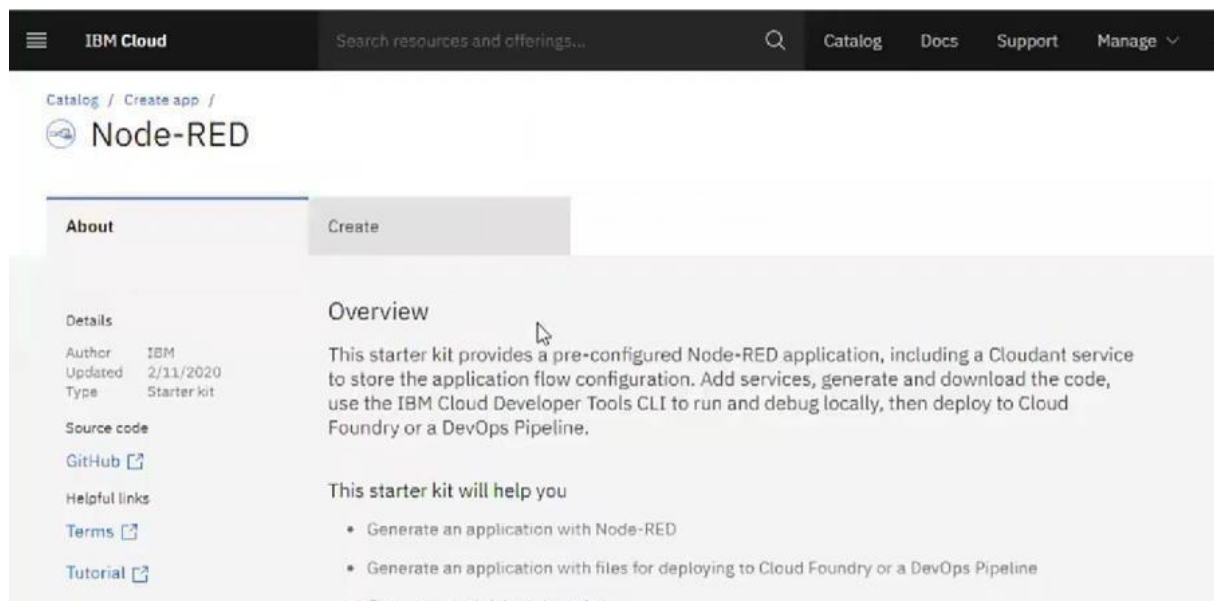 IBM Cloud
Search resources and offerings...
Catalog
Docs
Support
Manage
Catalog / Create app /
Node-RED
About
Create
Details
Author IBM
Updated 2/11/2020
Type Starter kit
Source code
GitHub
Helpful links
Terms
Tutorial
Overview
This starter kit provides a pre-configured Node-RED application, including a Cloudant service
to store the application flow configuration. Add services, generate and download the code,
use the IBM Cloud Developer Tools CLI to run and debug locally, then deploy to Cloud
Foundry or a DevOps Pipeline.
This starter kit will help you
• Generate an application with Node-RED
• Generate an application with files for deploying to Cloud Foundry or a DevOps Pipeline